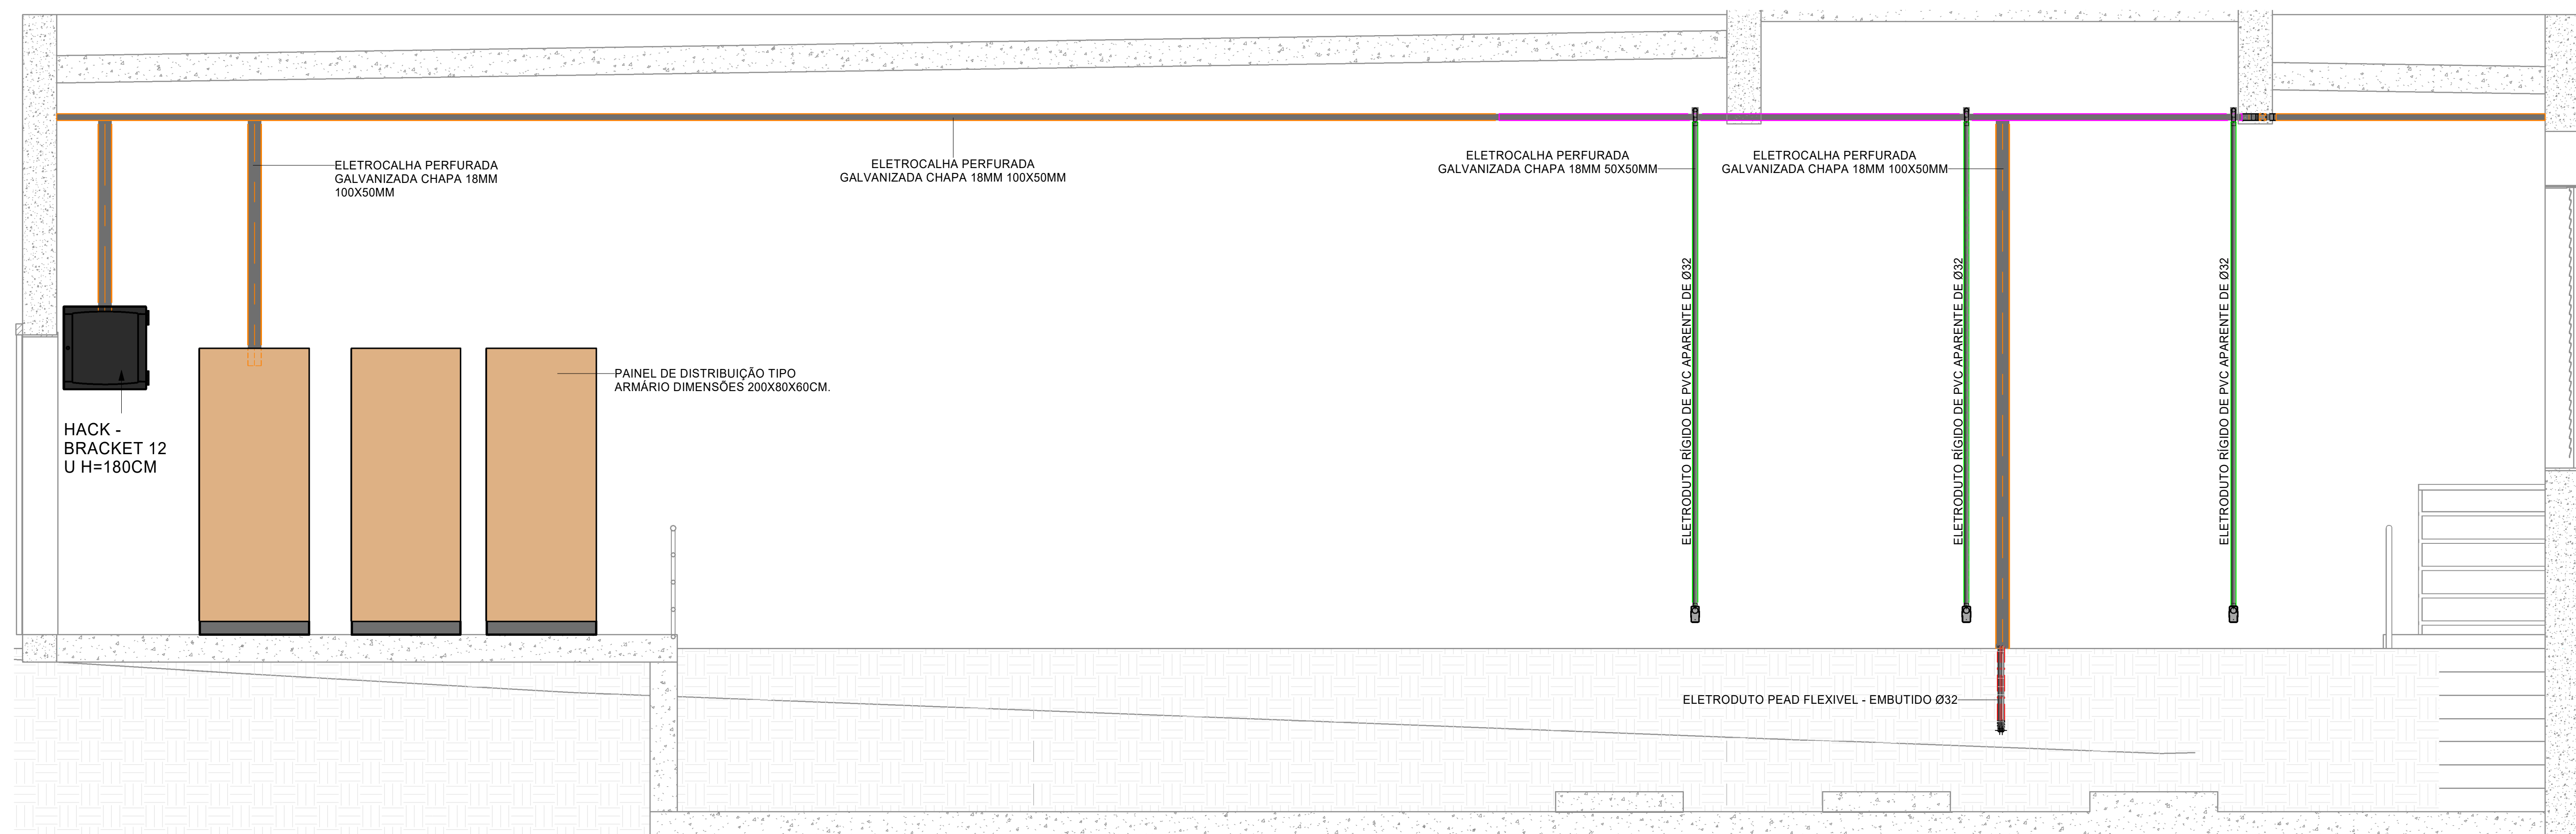 ELETROCALHA PERFURADA
GALVANIZADA CHAPA 18MM
100X50MM
ELETROCALHA PERFURADA
GALVANIZADA CHAPA 18MM 100X50MM
ELETROCALHA PERFURADA
GALVANIZADA CHAPA 18MM 50X50MM
ELETROCALHA PERFURADA
GALVANIZADA CHAPA 18MM 100X50MM
HACK -
BRACKET 12
U H=180CM
PAINEL DE DISTRIBUIÇÃO TIPO
ARMÁRIO DIMENSÕES 200X80X60CM.
ELETRODUTO RÍGIDO DE PVC APARENTE DE Ø32
ELETRODUTO RÍGIDO DE PVC APARENTE DE Ø32
ELETRODUTO RÍGIDO DE PVC APARENTE DE Ø32
ELETRODUTO PEAD FLEXIVEL - EMBUTIDO Ø32